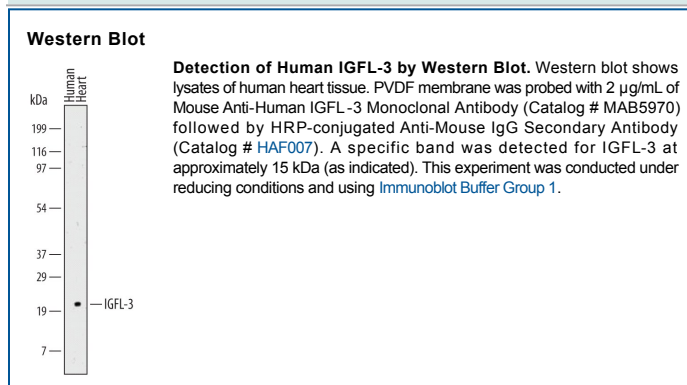 Western Blot
Human
Heart
kDa
199
116
97
54
37
29
19
7
IGFL-3
Detection of Human IGFL-3 by Western Blot. Western blot shows
lysates of human heart tissue. PVDF membrane was probed with 2 µg/mL of
Mouse Anti-Human IGFL-3 Monoclonal Antibody (Catalog # MAB5970)
followed by HRP-conjugated Anti-Mouse IgG Secondary Antibody
(Catalog # HAF007). A specific band was detected for IGFL-3 at
approximately 15 kDa (as indicated). This experiment was conducted under
reducing conditions and using Immunoblot Buffer Group 1.